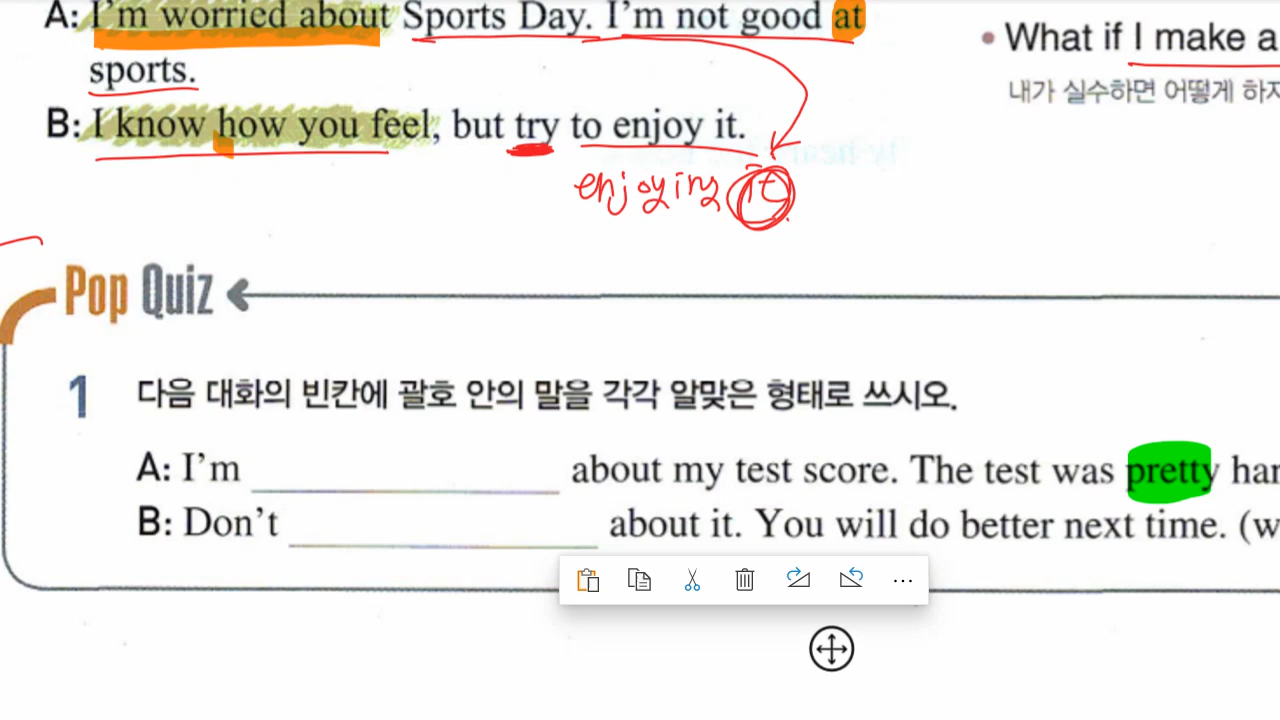 A: I'm worried about Sports Day. I'm not good at
sports.
B: I know how you feel, but try to enjoy it.
enjoying it
• What if I make a
내가 실수하면 어떻게 하지
Pop Quiz
1 다음 대화의 빈칸에 괄호 안의 말을 각각 알맞은 형태로 쓰시오.
A: I'm ____________ about my test score. The test was pretty har
B: Don't ____________ about it. You will do better next time. (w